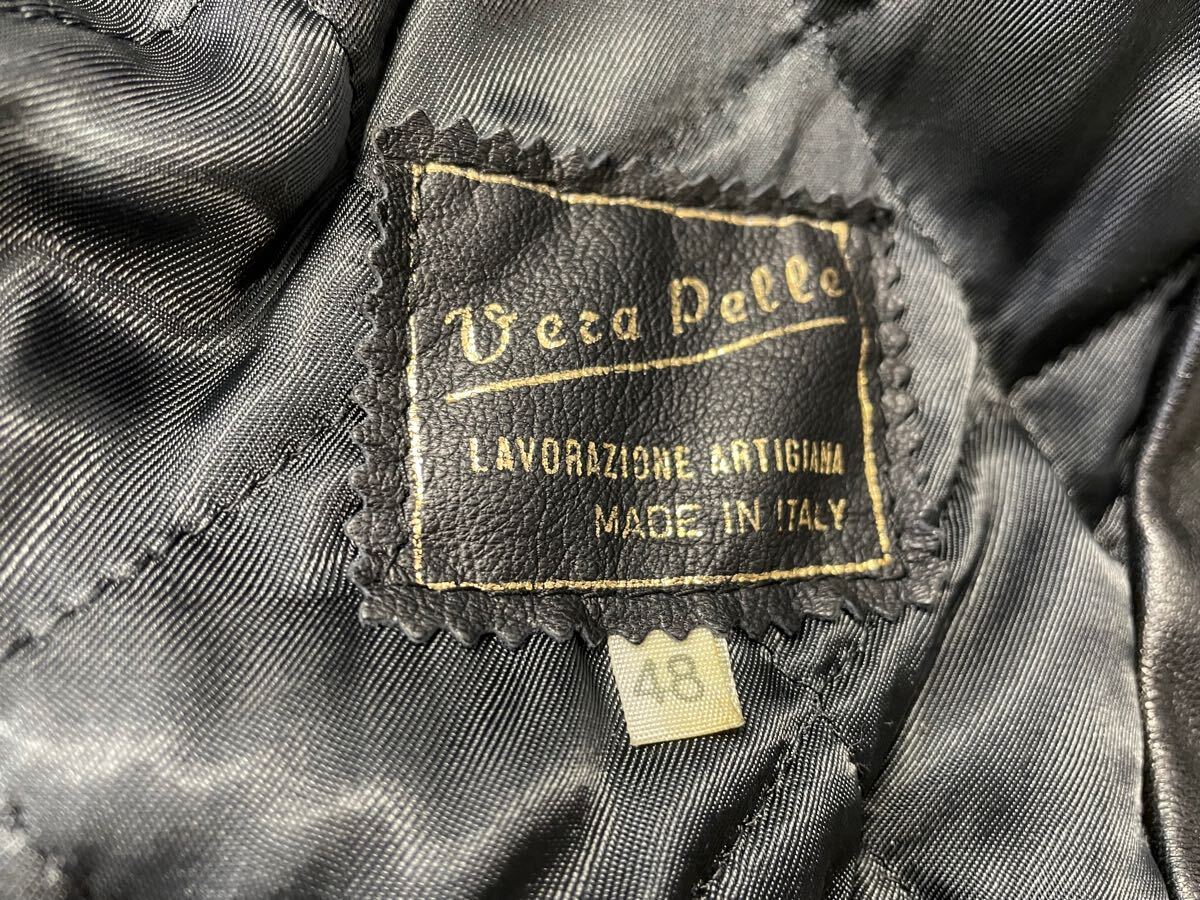 Vera Pelle
LAVORAZIONE ARTIGIANA
MADE IN ITALY
48